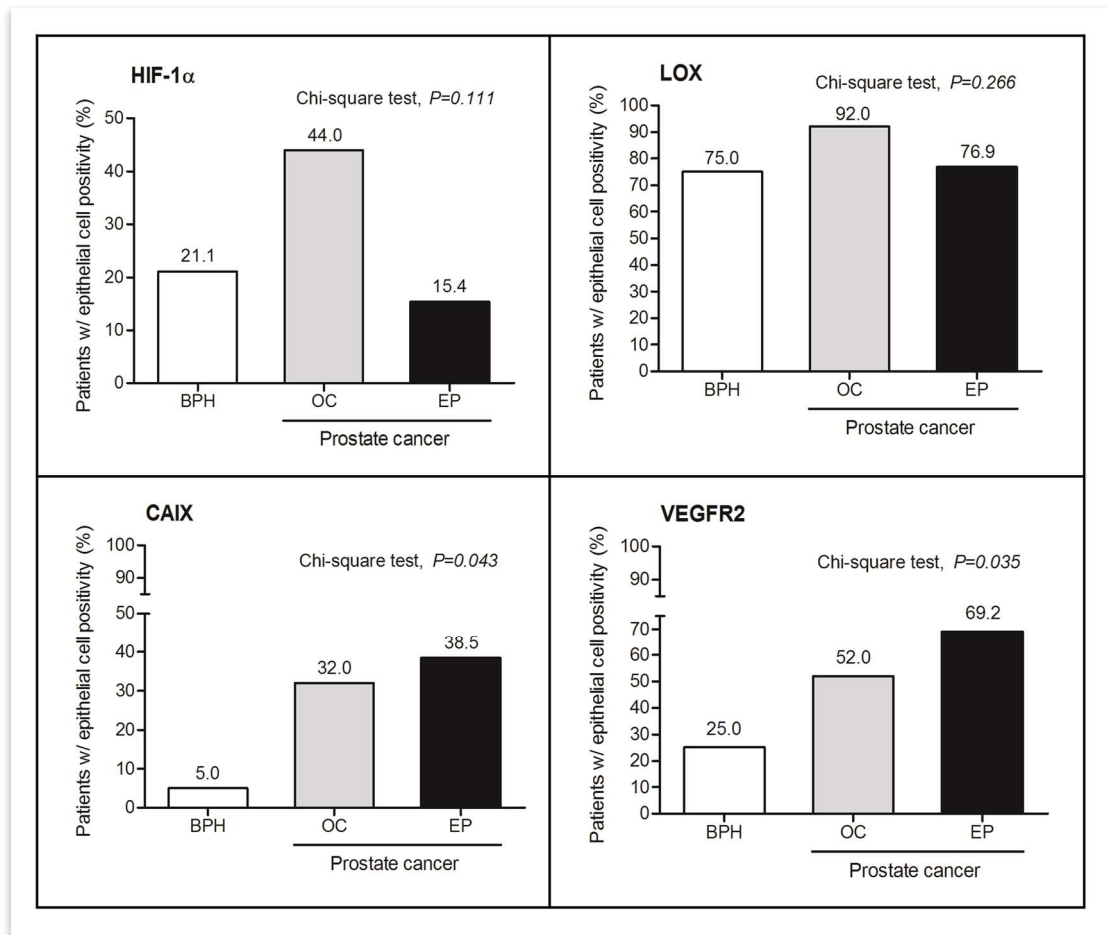 HIF-1α
Chi-square test, P=0.111
Patients w/ epithelial cell positivity (%)
50
40
30
20
10
0
21.1
44.0
15.4
BPH
OC
EP
Prostate cancer
LOX
Chi-square test, P=0.266
Patients w/ epithelial cell positivity (%)
100
90
80
70
60
50
40
30
20
10
0
75.0
92.0
76.9
BPH
OC
EP
Prostate cancer
CAIX
Chi-square test, P=0.043
Patients w/ epithelial cell positivity (%)
100
90
50
40
30
20
10
0
5.0
32.0
38.5
BPH
OC
EP
Prostate cancer
VEGFR2
Chi-square test, P=0.035
Patients w/ epithelial cell positivity (%)
100
90
70
60
50
40
30
20
10
0
25.0
52.0
69.2
BPH
OC
EP
Prostate cancer